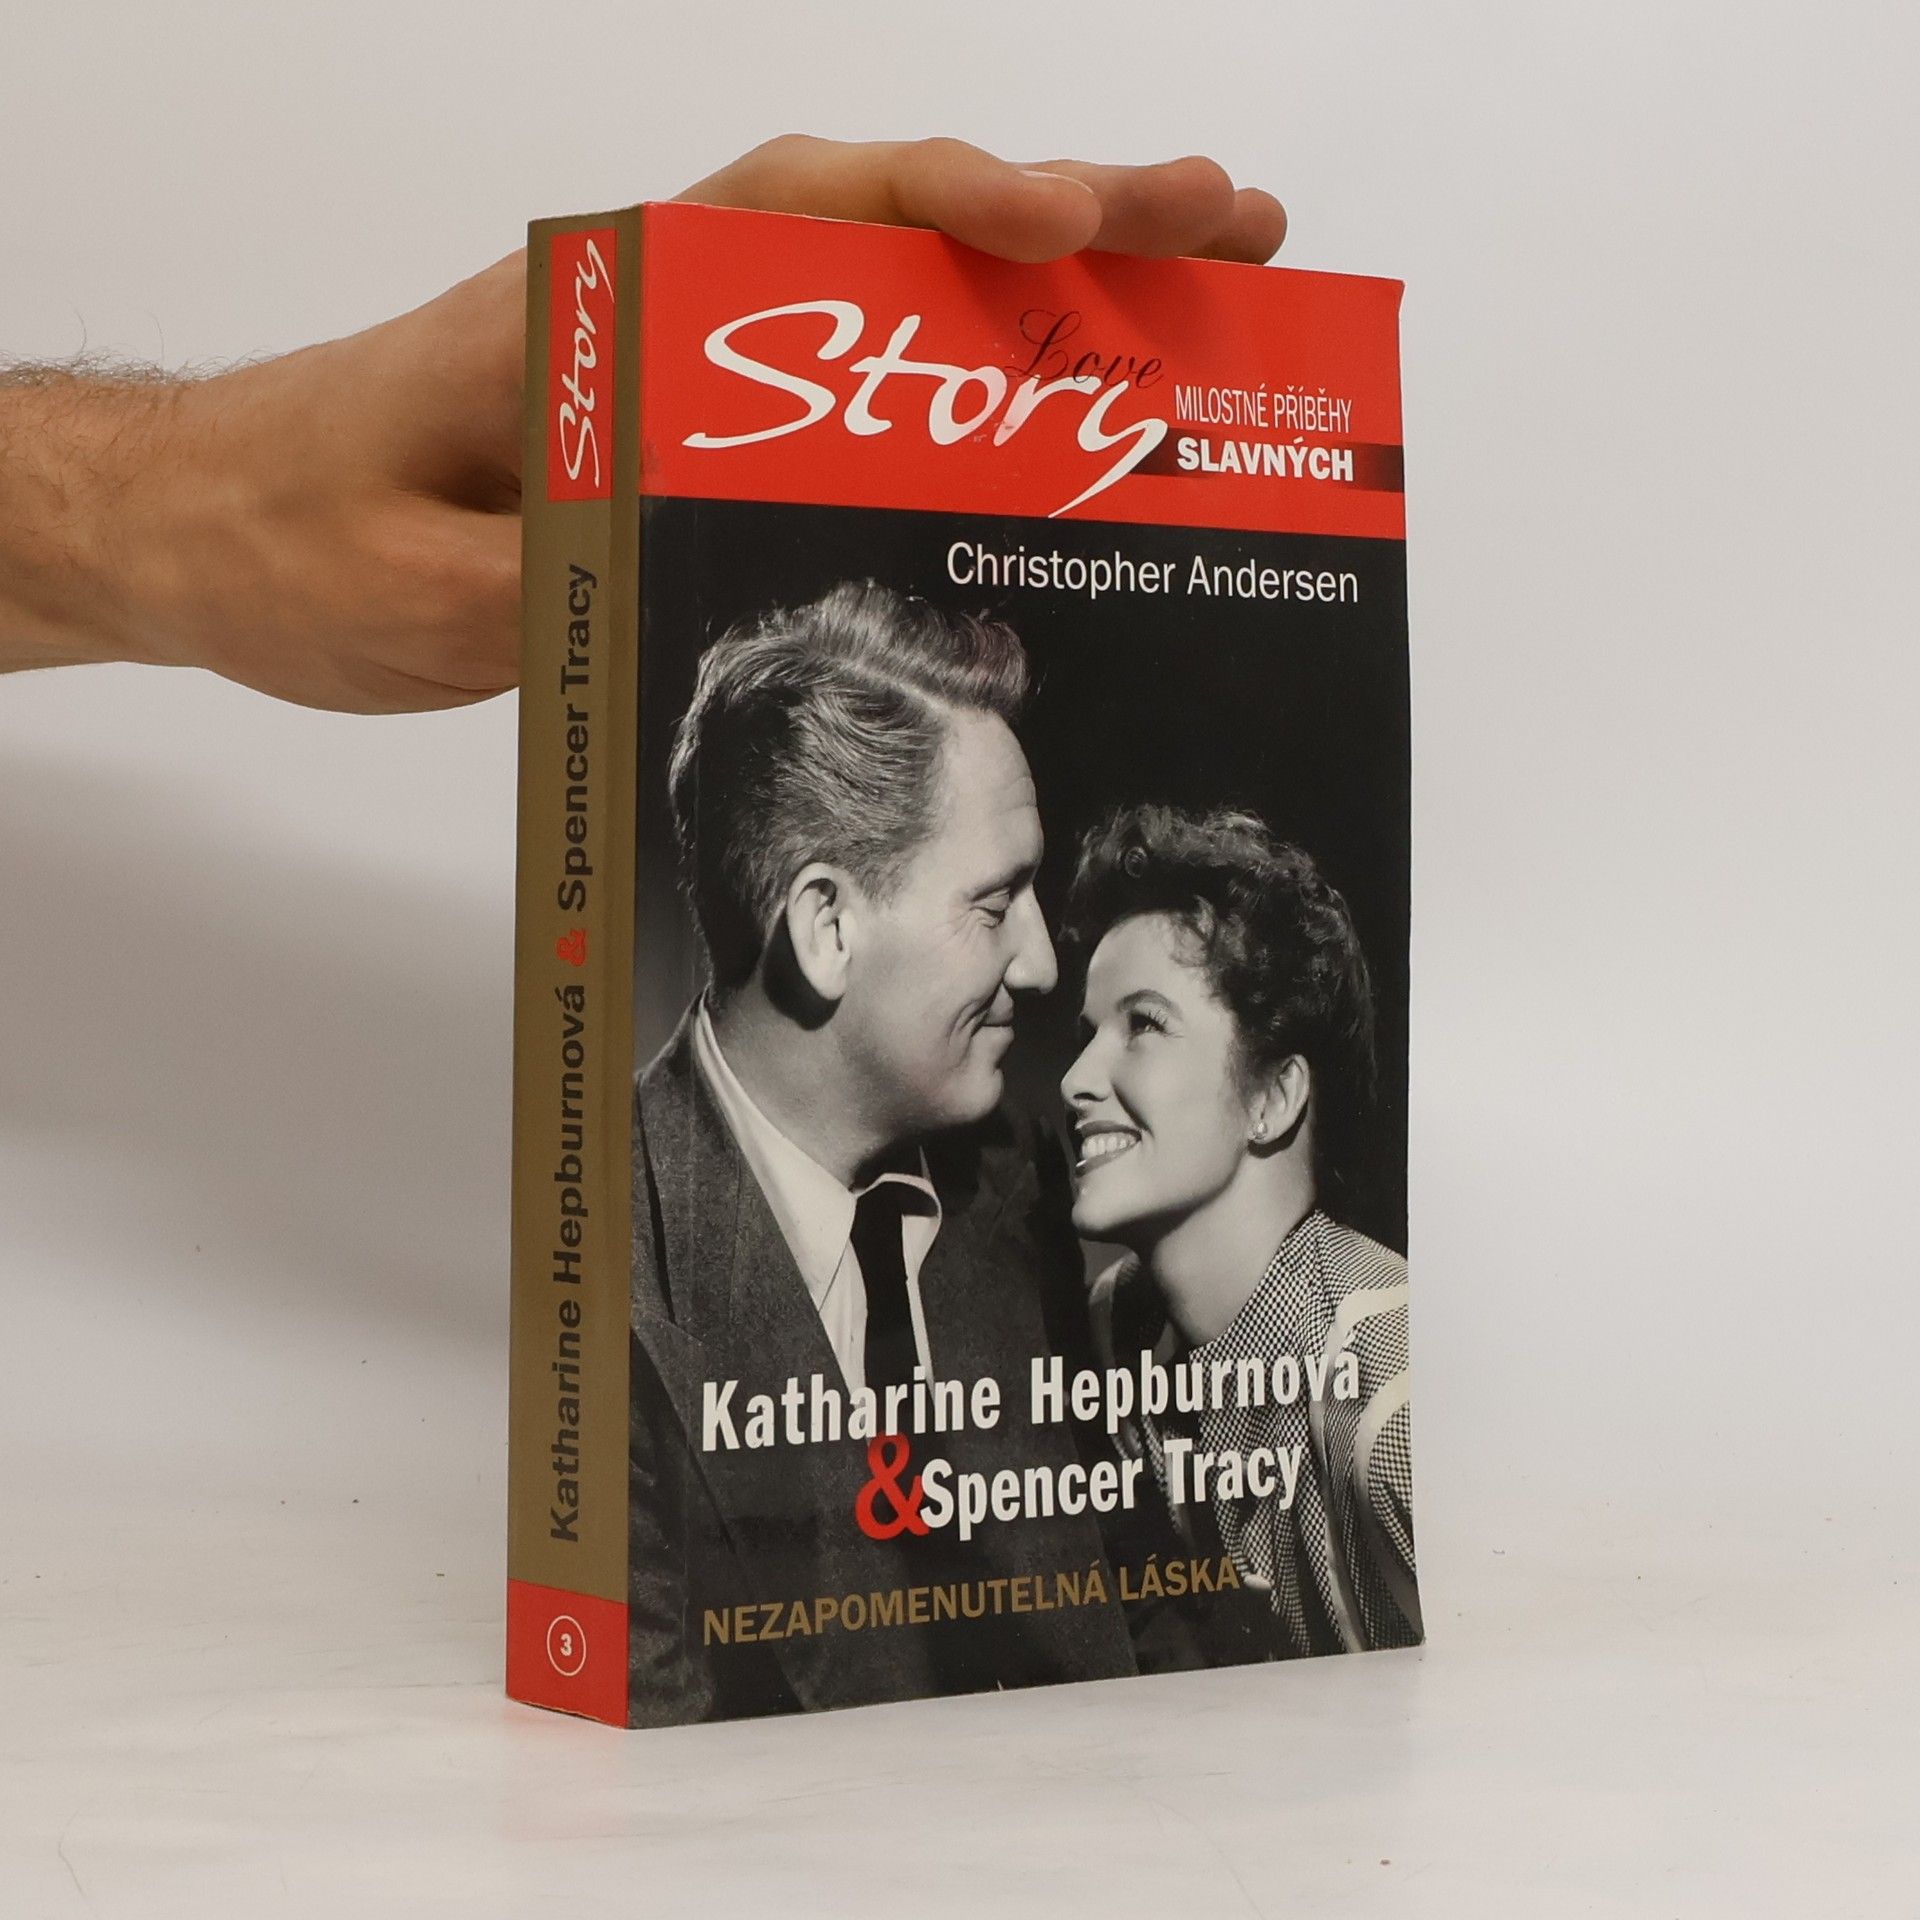 Story
Katharine Hepburnová & Spencer Tracy
3
Love
Story
MILOSTNÉ PŘÍBĚHY
SLAVNÝCH
Christopher Andersen
Katharine Hepburnová
& Spencer Tracy
NEZAPOMENUTELNÁ LÁSKA